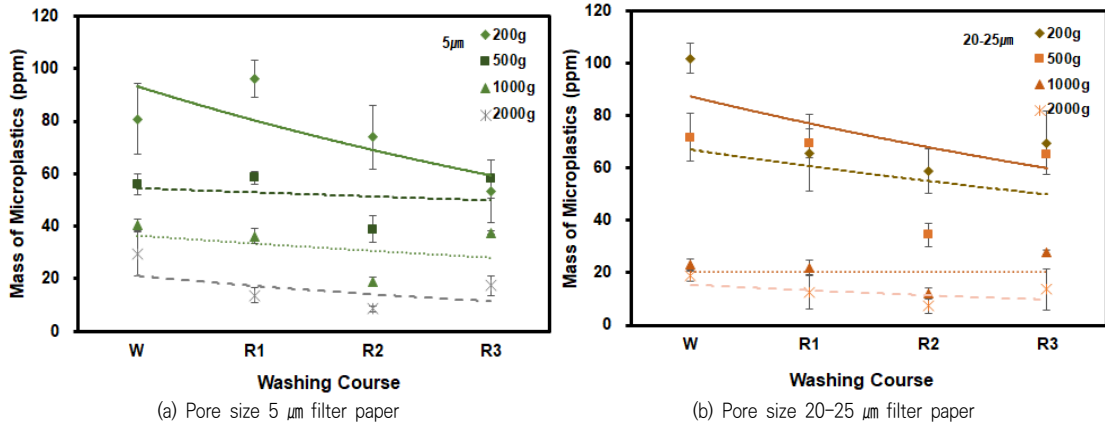 120
100
80
60
40
20
0
Mass of Microplastics (ppm)
5μm
200g
500g
1000g
2000g
W R1 R2 R3
Washing Course
(a) Pore size 5 ㎛ filter paper
120
100
80
60
40
20
0
Mass of Microplastics (ppm)
20-25μm
200g
500g
1000g
2000g
W R1 R2 R3
Washing Course
(b) Pore size 20-25 ㎛ filter paper